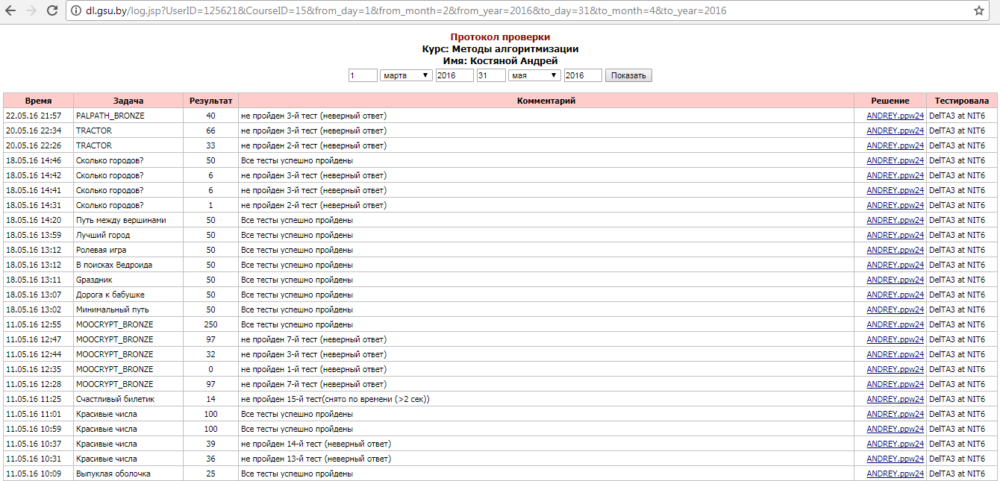 dl.gsu.by/log.jsp?UserID=125621&CourseID=15&from_day=1&from_month=2&from_year=2016&to_day=31&to_month=4&to_year=2016
Протокол проверки
Курс: Методы алгоритмизации
Имя: Костяной Андрей
1 марта 2016 31 мая 2016 Показать
Время Задача Результат Комментарий Решение Тестировала
22.05.16 21:57 PALPATH_BRONZE 40 не пройден 3-й тест (неверный ответ) ANDREY.ppw24 DelTA3 at NIT6
20.05.16 22:34 TRACTOR 66 не пройден 3-й тест (неверный ответ) ANDREY.ppw24 DelTA3 at NIT6
20.05.16 22:26 TRACTOR 33 не пройден 2-й тест (неверный ответ) ANDREY.ppw24 DelTA3 at NIT6
18.05.16 14:46 Сколько городов? 50 Все тесты успешно пройдены ANDREY.ppw24 DelTA3 at NIT6
18.05.16 14:42 Сколько городов? 6 не пройден 3-й тест (неверный ответ) ANDREY.ppw24 DelTA3 at NIT6
18.05.16 14:41 Сколько городов? 6 не пройден 3-й тест (неверный ответ) ANDREY.ppw24 DelTA3 at NIT6
18.05.16 14:31 Сколько городов? 1 не пройден 2-й тест (неверный ответ) ANDREY.ppw24 DelTA3 at NIT6
18.05.16 14:20 Путь между вершинами 50 Все тесты успешно пройдены ANDREY.ppw24 DelTA3 at NIT6
18.05.16 13:59 Лучший город 50 Все тесты успешно пройдены ANDREY.ppw24 DelTA3 at NIT6
18.05.16 13:12 Ролевая игра 50 Все тесты успешно пройдены ANDREY.ppw24 DelTA3 at NIT6
18.05.16 13:12 В поисках Ведроида 50 Все тесты успешно пройдены ANDREY.ppw24 DelTA3 at NIT6
18.05.16 13:11 Gраздник 50 Все тесты успешно пройдены ANDREY.ppw24 DelTA3 at NIT6
18.05.16 13:07 Дорога к бабушке 50 Все тесты успешно пройдены ANDREY.ppw24 DelTA3 at NIT6
18.05.16 13:02 Минимальный путь 50 Все тесты успешно пройдены ANDREY.ppw24 DelTA3 at NIT6
11.05.16 12:55 MOOCRYPT_BRONZE 250 Все тесты успешно пройдены ANDREY.ppw24 DelTA3 at NIT6
11.05.16 12:47 MOOCRYPT_BRONZE 97 не пройден 7-й тест (неверный ответ) ANDREY.ppw24 DelTA3 at NIT6
11.05.16 12:44 MOOCRYPT_BRONZE 32 не пройден 3-й тест (неверный ответ) ANDREY.ppw24 DelTA3 at NIT6
11.05.16 12:35 MOOCRYPT_BRONZE 0 не пройден 1-й тест (неверный ответ) ANDREY.ppw24 DelTA3 at NIT6
11.05.16 12:28 MOOCRYPT_BRONZE 97 не пройден 7-й тест (неверный ответ) ANDREY.ppw24 DelTA3 at NIT6
11.05.16 11:25 Счастливый билетик 14 не пройден 15-й тест(снято по времени (>2 сек)) ANDREY.ppw24 DelTA3 at NIT6
11.05.16 11:01 Красивые числа 100 Все тесты успешно пройдены ANDREY.ppw24 DelTA3 at NIT6
11.05.16 10:59 Красивые числа 100 Все тесты успешно пройдены ANDREY.ppw24 DelTA3 at NIT6
11.05.16 10:37 Красивые числа 39 не пройден 14-й тест (неверный ответ) ANDREY.ppw24 DelTA3 at NIT6
11.05.16 10:31 Красивые числа 36 не пройден 13-й тест (неверный ответ) ANDREY.ppw24 DelTA3 at NIT6
11.05.16 10:09 Выпуклая оболочка 25 Все тесты успешно пройдены ANDREY.ppw24 DelTA3 at NIT6